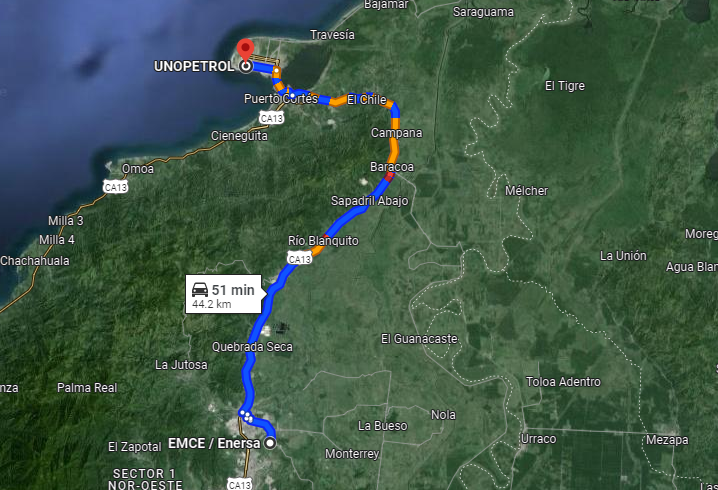 Bajamar
Saraguama
Travesía
UNOPETROL
El Tigre
Puerto Cortés
El Chile
CA13
Campana
Cieneguita
Baracoa
Omoa
CA13
Mélcher
Sapadril Abajo
Milla 3
Milla 4
Río Blanquito
CA13
Chachahuala
La Unión
Agua Blan
51 min
44.2 km
El Guanacaste
Quebrada Seca
La Jutosa
Toloa Adentro
nza
Palma Real
Nola
La Bueso
EMCE / Enersa
El Zapotal
Urraco
Mezapa
Monterrey
SECTOR 1
NOR-OESTE
CA13